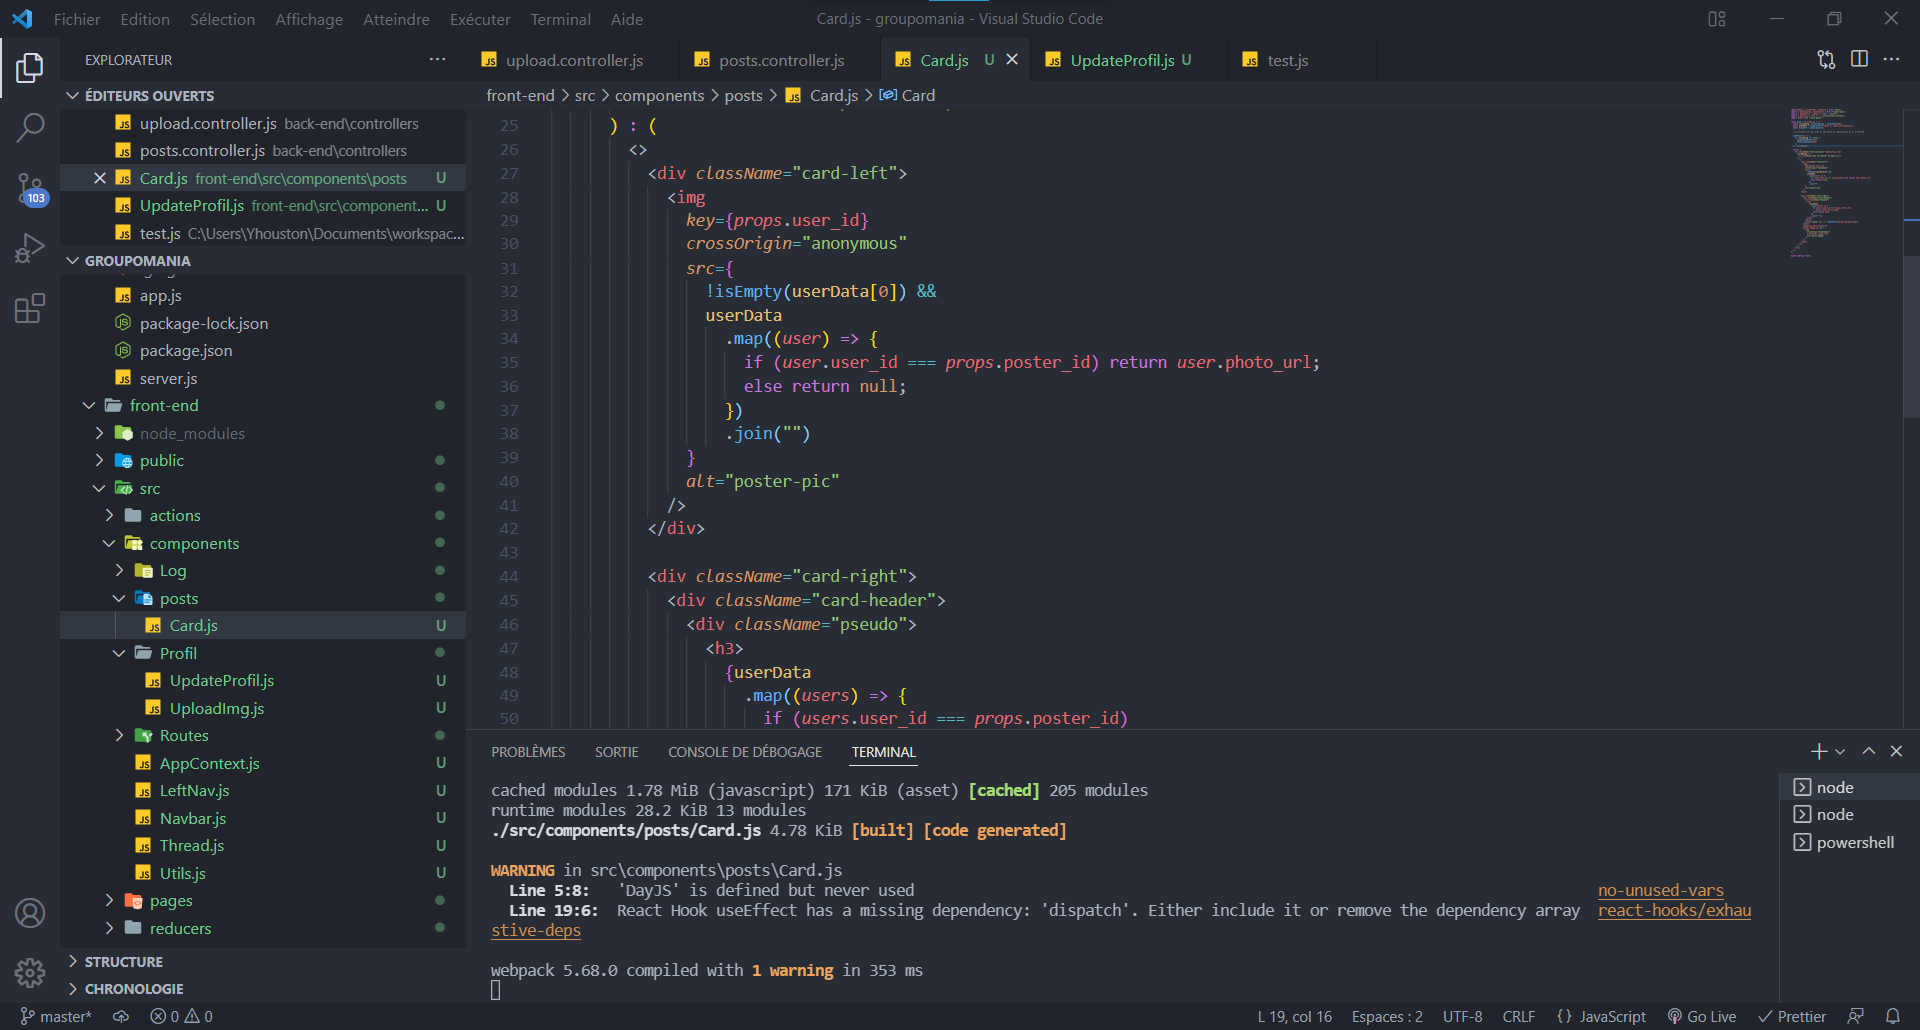 Fichier Edition Sélection Affichage Atteindre Exécuter Terminal Aide
Card.js - groupomania - Visual Studio Code
EXPLORATEUR
ÉDITEURS OUVERTS
upload.controller.js back-end\controllers
posts.controller.js back-end\controllers
Card.js front-end\src\components\posts U
UpdateProfil.js front-end\src\component... U
test.js C:\Users\Yhouston\Documents\workspac...
103
GROUPOMANIA
app.js
package-lock.json
package.json
server.js
front-end
node_modules
public
src
actions
components
Log
posts
Card.js U
Profil
UpdateProfil.js U
UploadImg.js U
Routes
AppContext.js U
LeftNav.js U
Navbar.js U
Thread.js U
Utils.js U
pages
reducers
STRUCTURE
CHRONOLOGIE
upload.controller.js
posts.controller.js
Card.js U
UpdateProfil.js U
test.js
front-end > src > components > posts > Card.js > Card
25 ) : (
26 <>
27 <div className="card-left">
28 <img
29 key={props.user_id}
30 crossOrigin="anonymous"
31 src={
32 !isEmpty(userData[0]) &&
33 userData
34 .map((user) => {
35 if (user.user_id === props.poster_id) return user.photo_url;
36 else return null;
37 })
38 .join("")
39 }
40 alt="poster-pic"
41 />
42 </div>
43
44 <div className="card-right">
45 <div className="card-header">
46 <div className="pseudo">
47 <h3>
48 {userData
49 .map((users) => {
50 if (users.user_id === props.poster_id)
PROBLÈMES SORTIE CONSOLE DE DÉBOGAGE TERMINAL
cached modules 1.78 MiB (javascript) 171 KiB (asset) [cached] 205 modules
runtime modules 28.2 KiB 13 modules
./src/components/posts/Card.js 4.78 KiB [built] [code generated]
WARNING in src\components\posts\Card.js
Line 5:8: 'DayJS' is defined but never used no-unused-vars
Line 19:6: React Hook useEffect has a missing dependency: 'dispatch'. Either include it or remove the dependency array react-hooks/exhau
stive-deps
webpack 5.68.0 compiled with 1 warning in 353 ms
node
node
powershell
master* 0 0
L 19, col 16 Espaces : 2 UTF-8 CRLF {} JavaScript Go Live Prettier